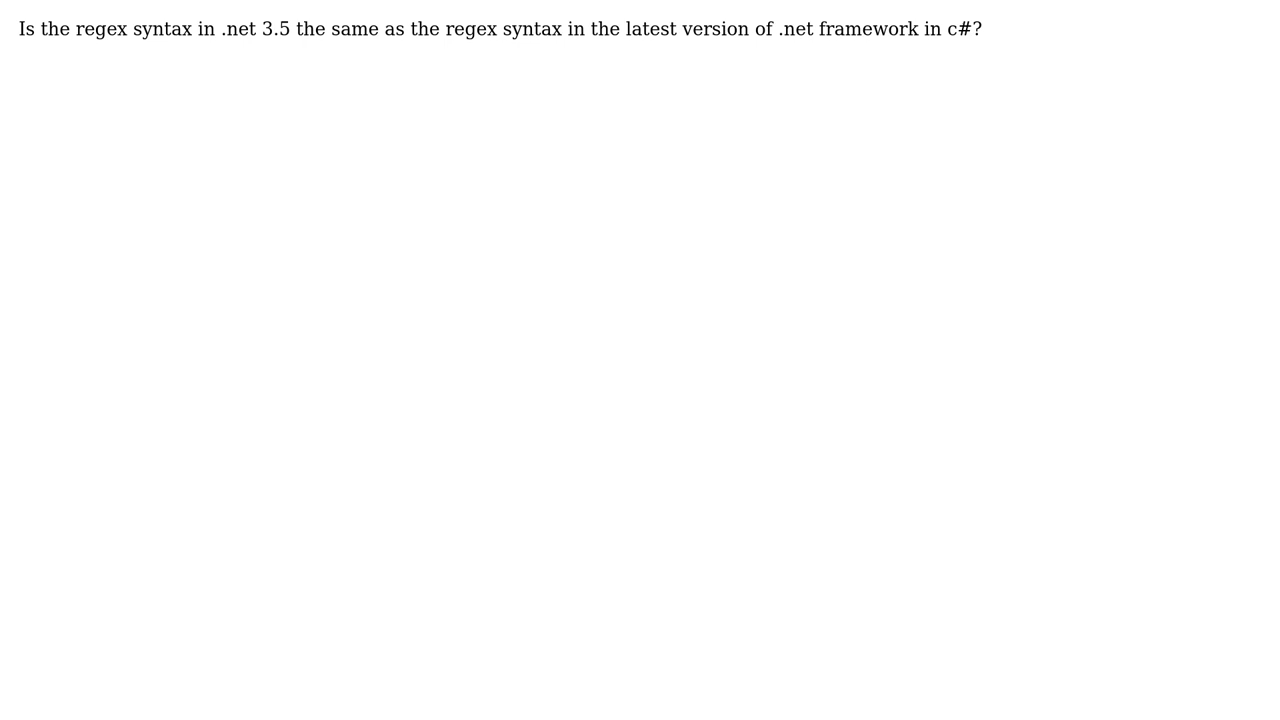 Is the regex syntax in .net 3.5 the same as the regex syntax in the latest version of .net framework in c#?